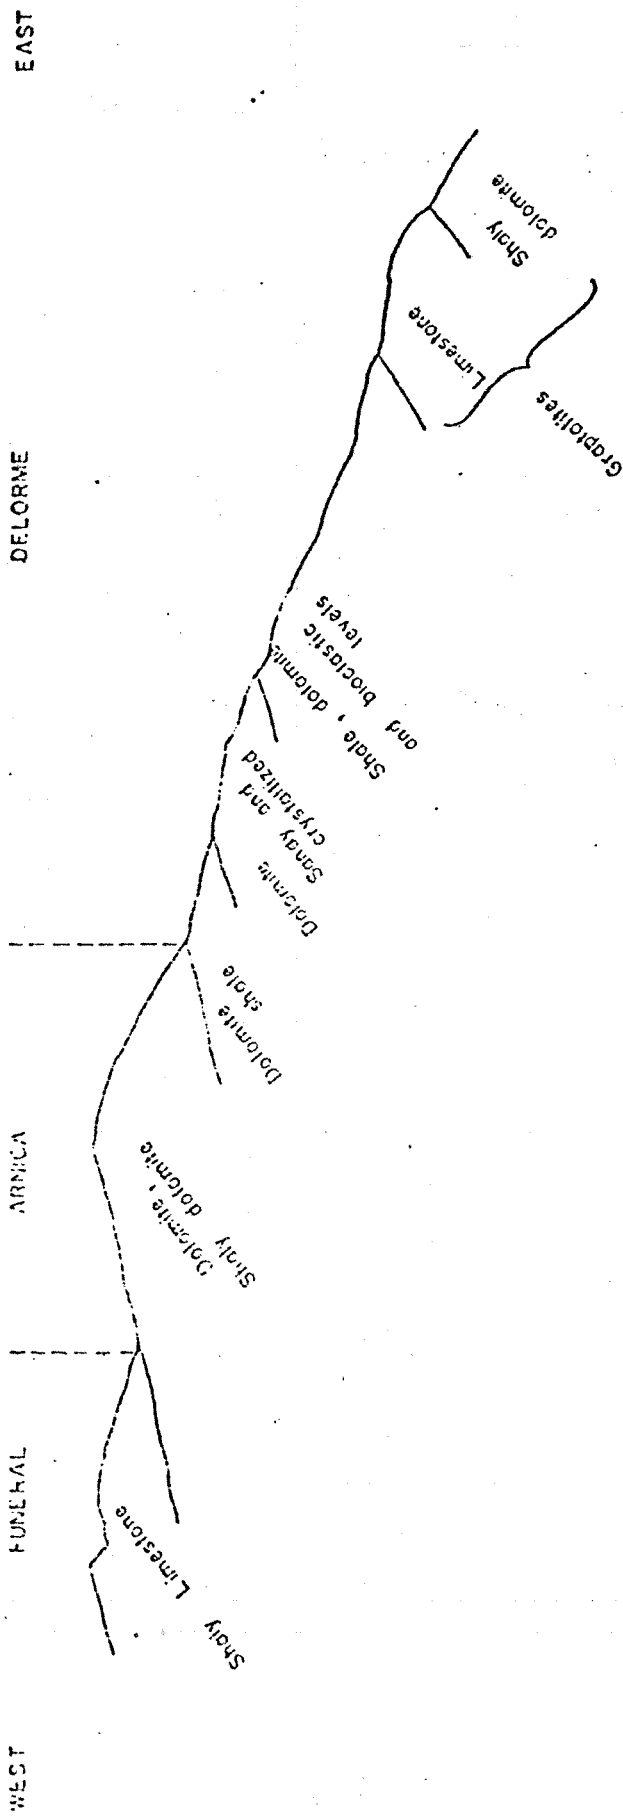 WEST
FUNERAL
ARNICA
DELORME
EAST
Shaly Limestone
Dolomite,
Shaly dolomite
Dolomite
shale
Dolomite
Sandy and
crystallized
Shale, dolomite
and bioclastic
levels
Limestone
Shaly
dolomite
Graptolites